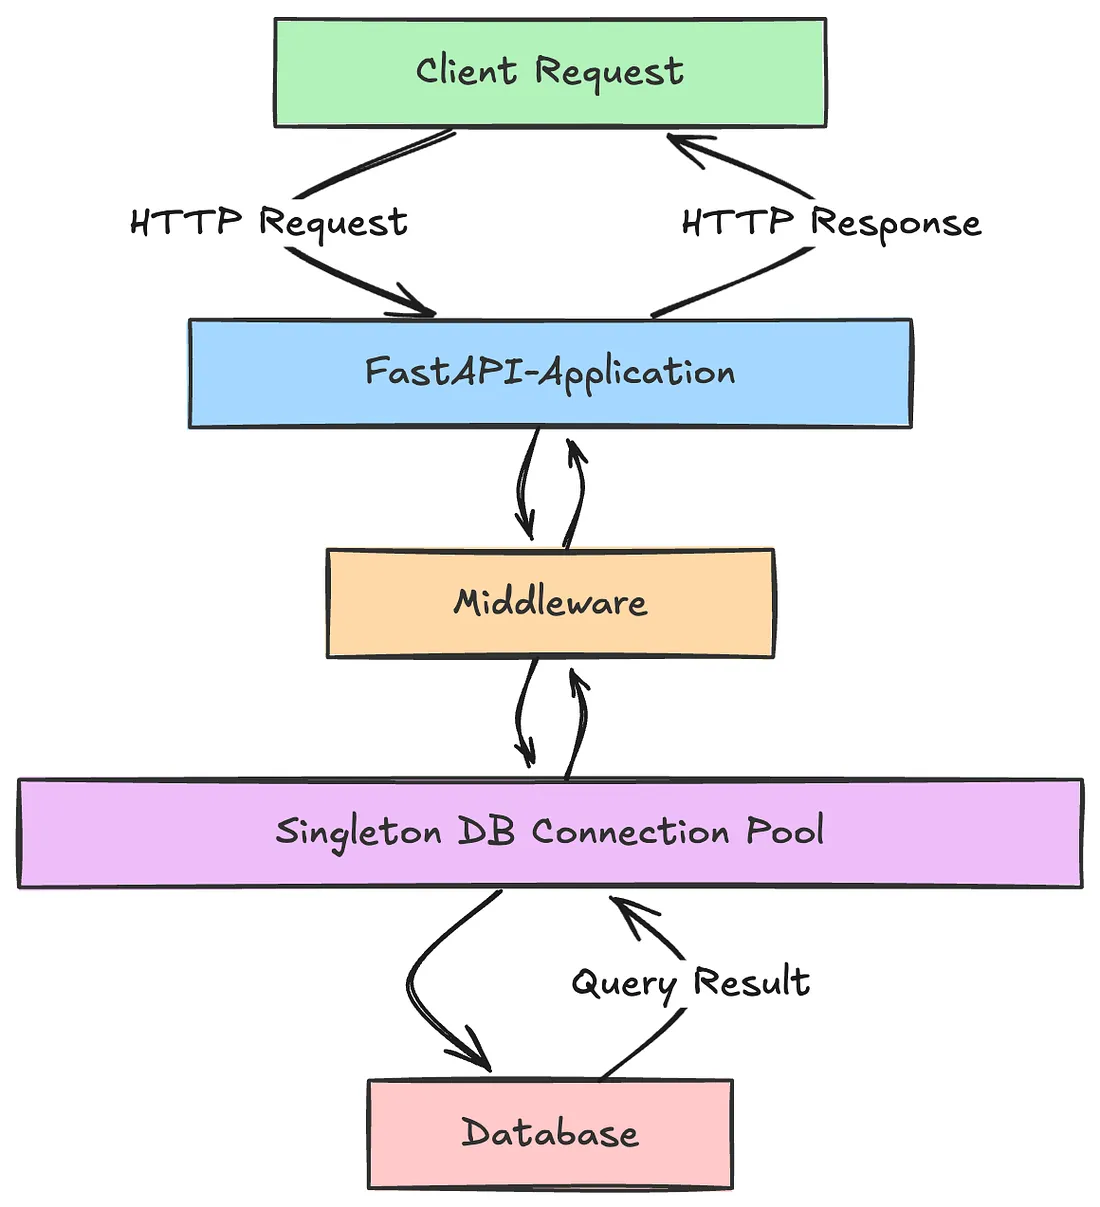 Client Request
HTTP Request
HTTP Response
FastAPI-Application
Middleware
Singleton DB Connection Pool
Query Result
Database